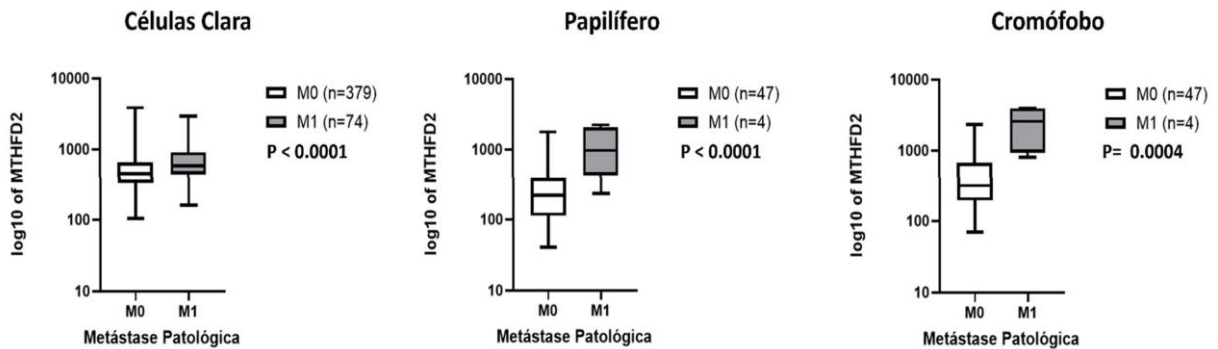 Células Clara
log10 of MTHFD2
10000
1000
100
10
M0 M1
Metástase Patológica
M0 (n=379)
M1 (n=74)
P < 0.0001
Papilífero
log10 of MTHFD2
10000
1000
100
10
M0 M1
Metástase Patológica
M0 (n=47)
M1 (n=4)
P < 0.0001
Cromófobo
log10 of MTHFD2
10000
1000
100
10
M0 M1
Metástase Patológica
M0 (n=47)
M1 (n=4)
P= 0.0004